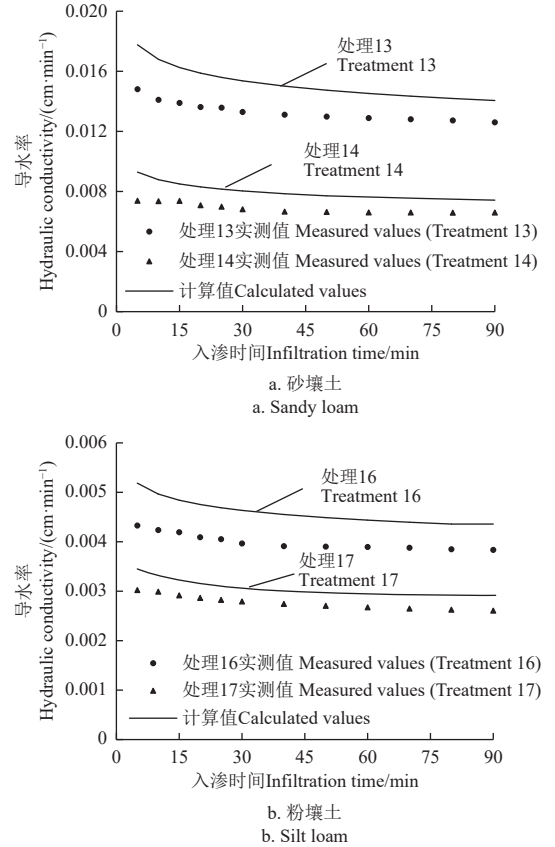 0.020
0.016
0.012
0.008
0.004
0
导水率
Hydraulic conductivity/(cm·min⁻¹)
处理13
Treatment 13
处理14
Treatment 14
处理13实测值 Measured values (Treatment 13)
处理14实测值 Measured values (Treatment 14)
计算值Calculated values
0 15 30 45 60 75 90
入渗时间Infiltration time/min
a. 砂壤土
a. Sandy loam
0.006
0.005
0.004
0.003
0.002
0.001
0
导水率
Hydraulic conductivity/(cm·min⁻¹)
处理16
Treatment 16
处理17
Treatment 17
处理16实测值 Measured values (Treatment 16)
处理17实测值 Measured values (Treatment 17)
计算值Calculated values
0 15 30 45 60 75 90
入渗时间Infiltration time/min
b. 粉壤土
b. Silt loam